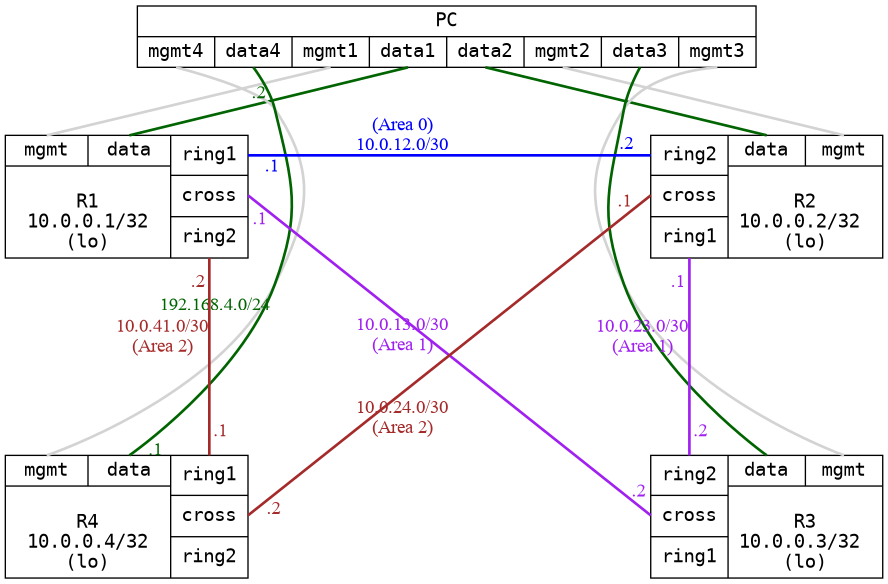 PC
mgmt4 data4 mgmt1 data1 data2 mgmt2 data3 mgmt3
.2
(Area 0)
10.0.12.0/30
.1
.2
mgmt data ring1
cross
ring2
R1
10.0.0.1/32
(lo)
.1
ring2 data mgmt
cross
ring1
R2
10.0.0.2/32
(lo)
.1
.2
.1
192.168.4.0/24
10.0.41.0/30
(Area 2)
10.0.13.0/30
(Area 1)
10.0.23.0/30
(Area 1)
10.0.24.0/30
(Area 2)
.1
.1
.2
.2
.2
mgmt data ring1
cross
ring2
R4
10.0.0.4/32
(lo)
ring2 data mgmt
cross
ring1
R3
10.0.0.3/32
(lo)